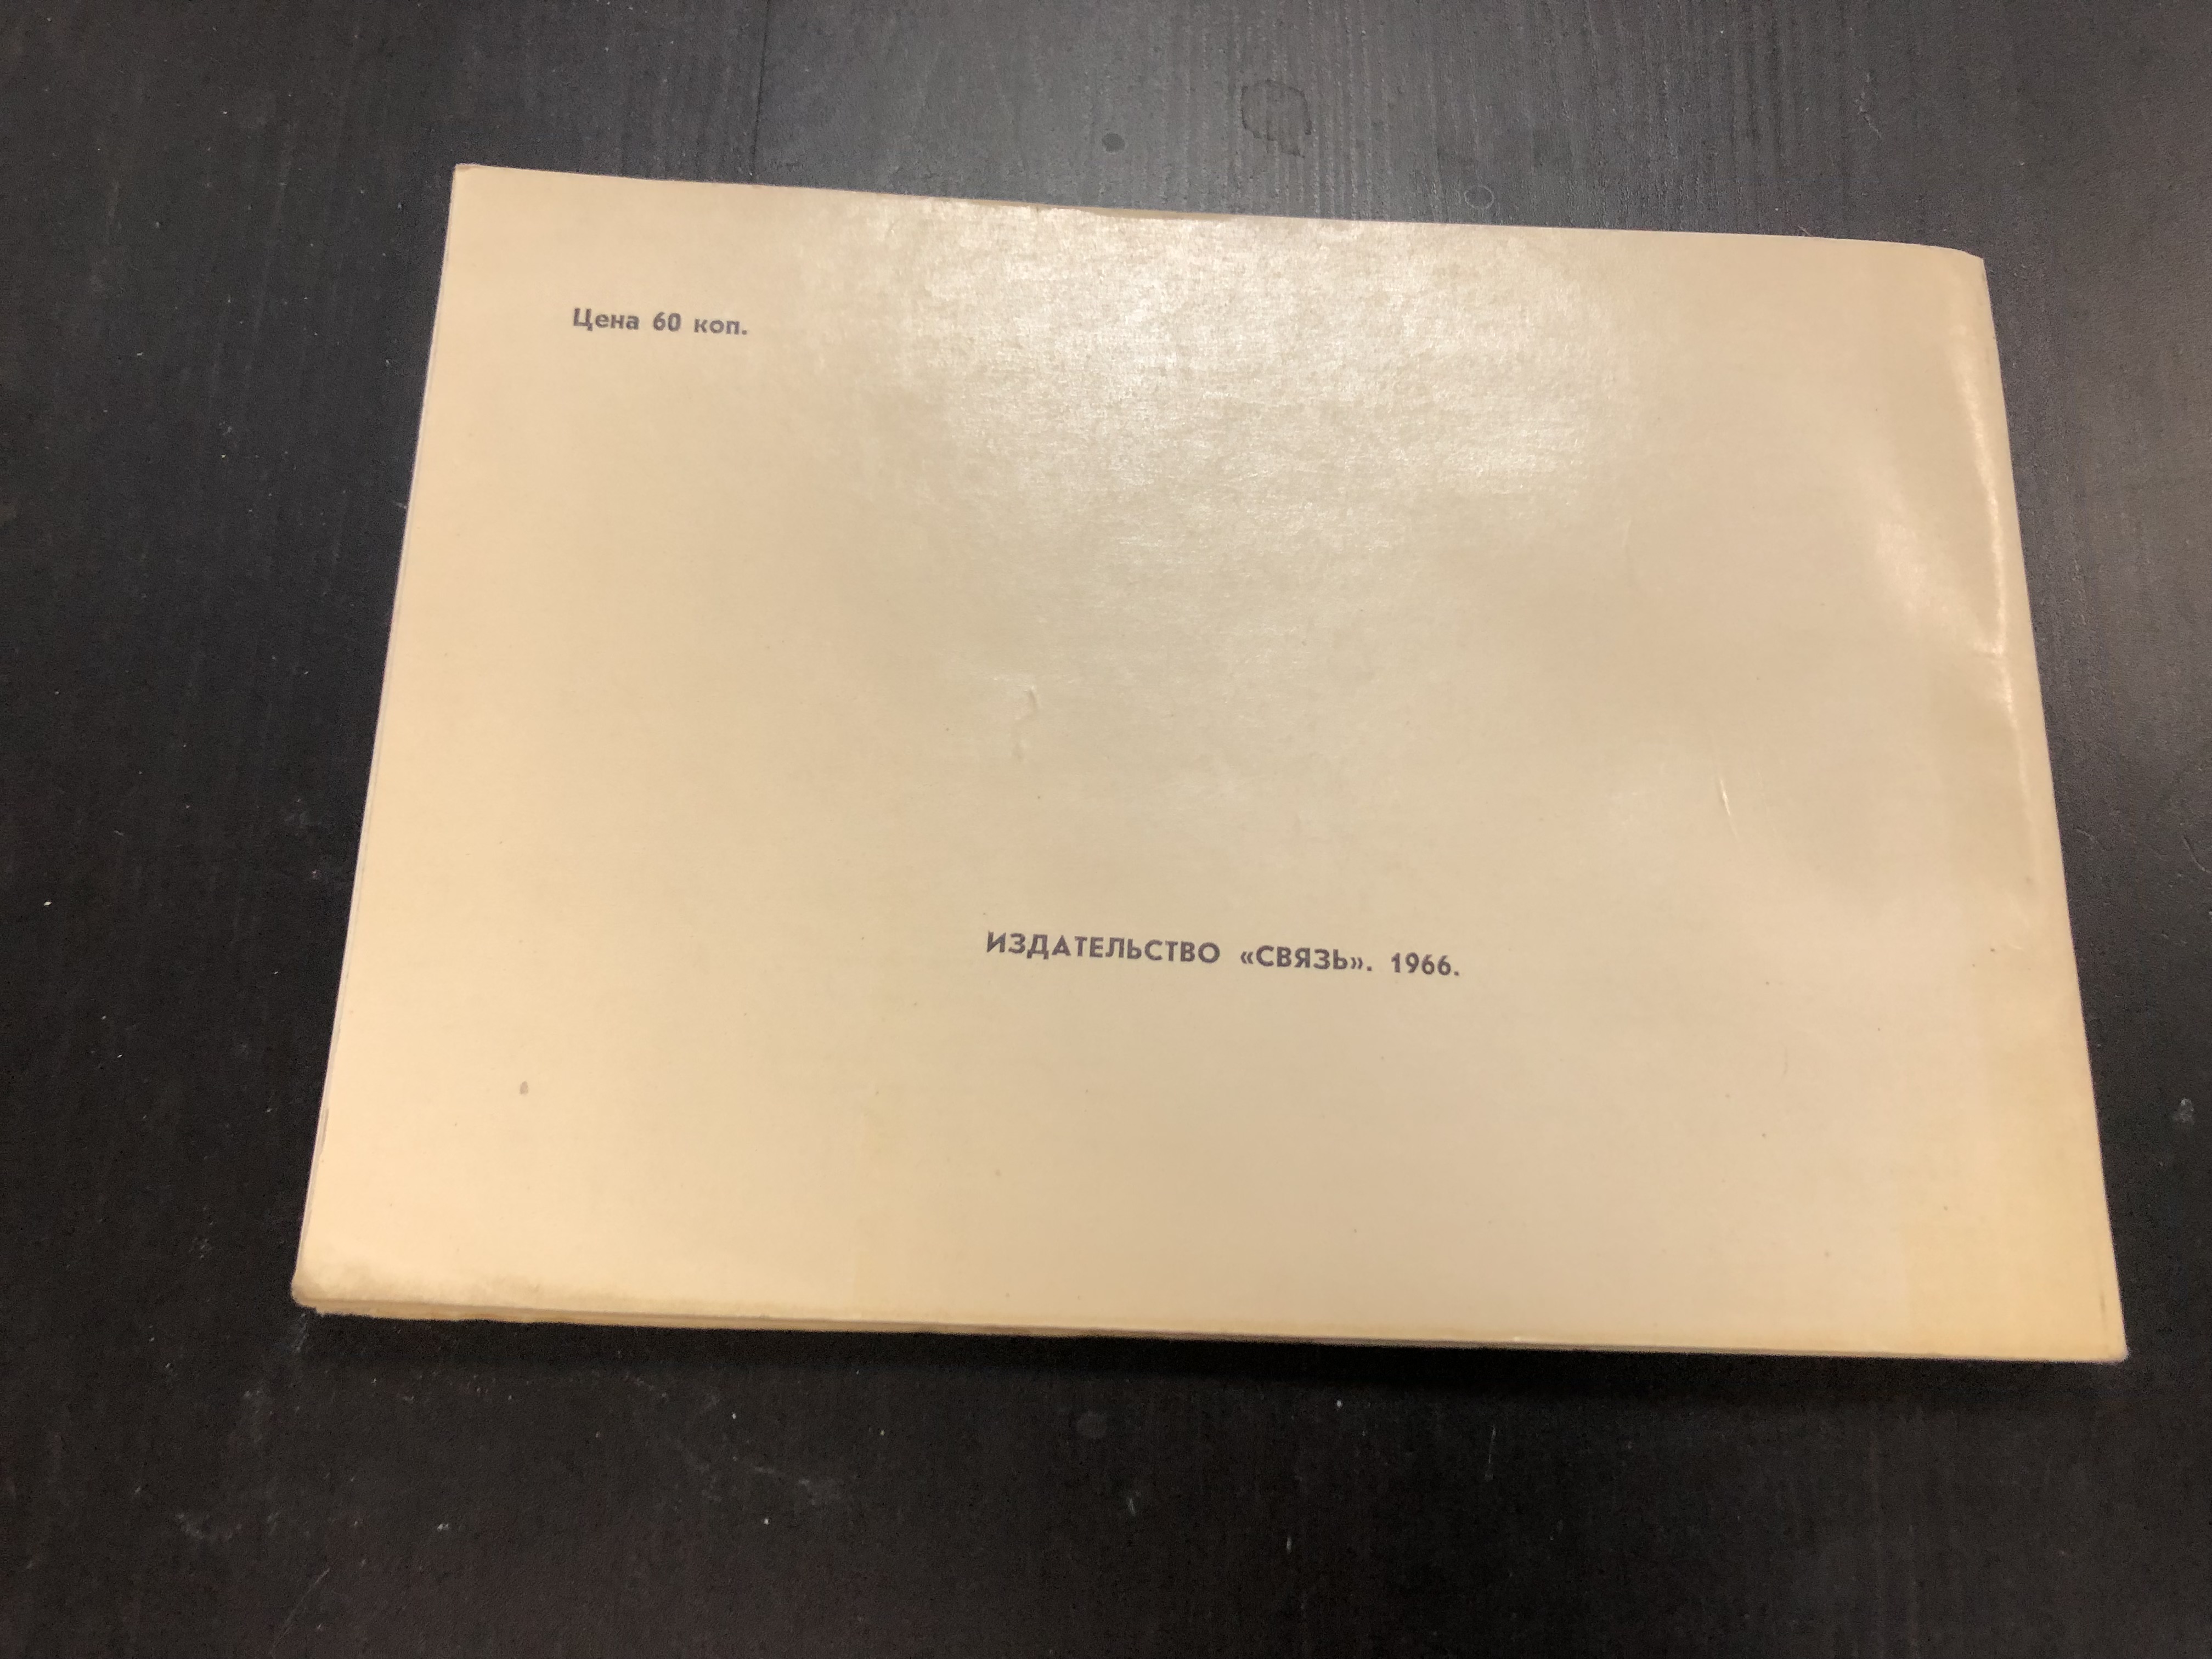 Цена 60 коп.
ИЗДАТЕЛЬСТВО «СВЯЗЬ». 1966.